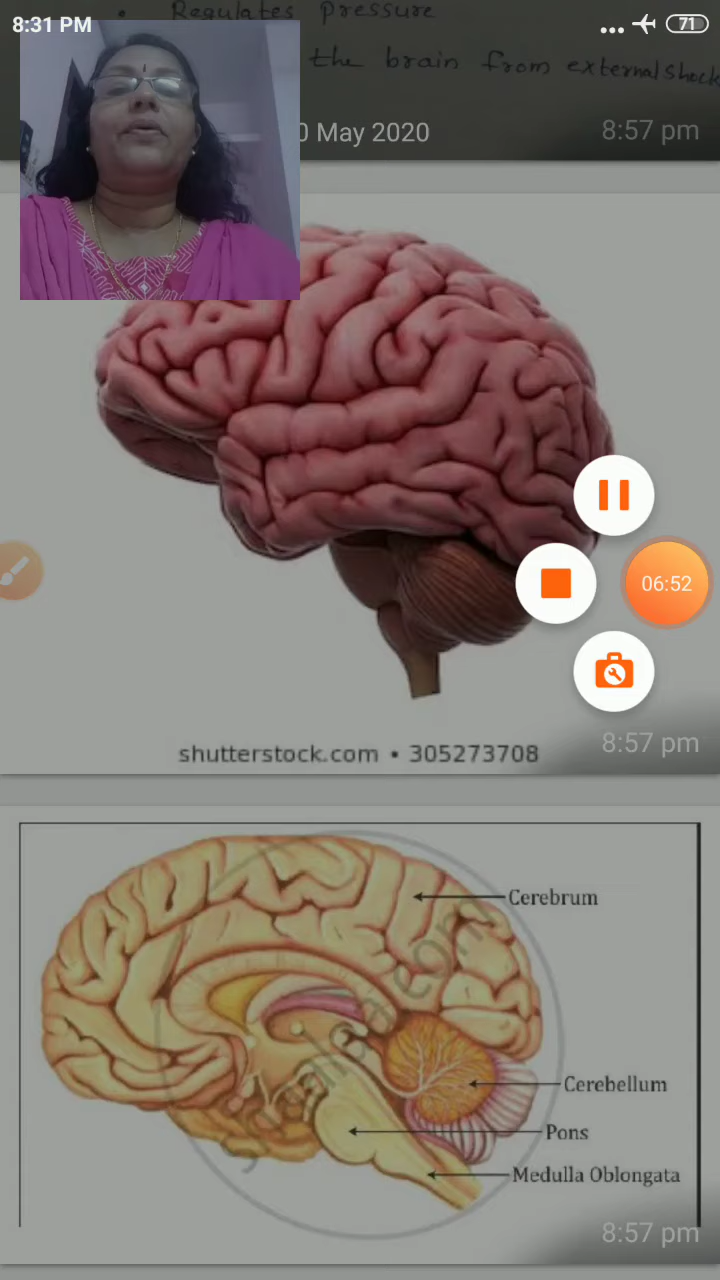 8:31 PM
71
• Regulates pressure
the brain from external shock
0 May 2020
8:57 pm
06:52
8:57 pm
shutterstock.com • 305273708
Cerebrum
Cerebellum
Pons
Medulla Oblongata
8:57 pm